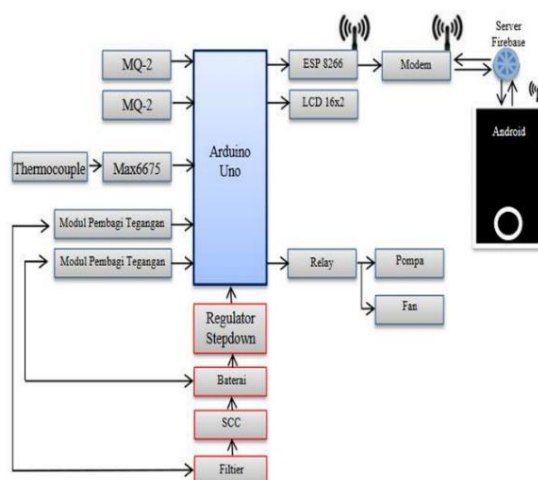 Server
Firebase
MQ-2
ESP 8266
Modem
MQ-2
LCD 16x2
Android
Arduino
Uno
Thermocouple
Max6675
Modul Pembagi Tegangan
Modul Pembagi Tegangan
Relay
Pompa
Fan
Regulator
Stepdown
Baterai
SCC
Filtier